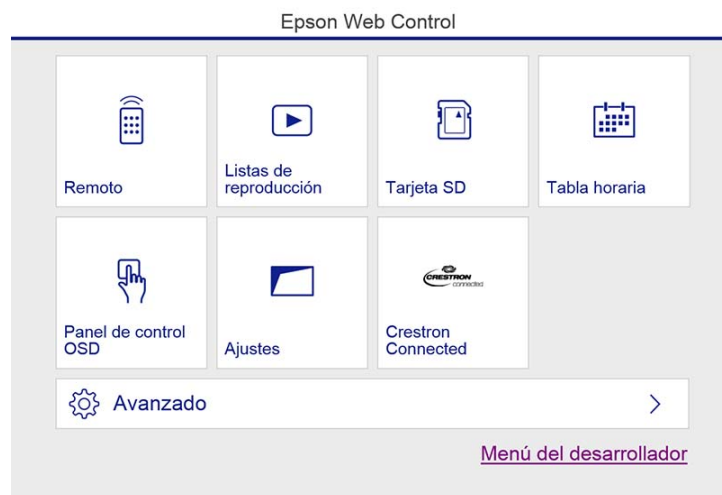 Epson Web Control
Remoto
Listas de
reproducción
Tarjeta SD
Tabla horaria
Panel de control
OSD
Ajustes
CRESTRON
connected
Crestron
Connected
Avanzado
Menú del desarrollador